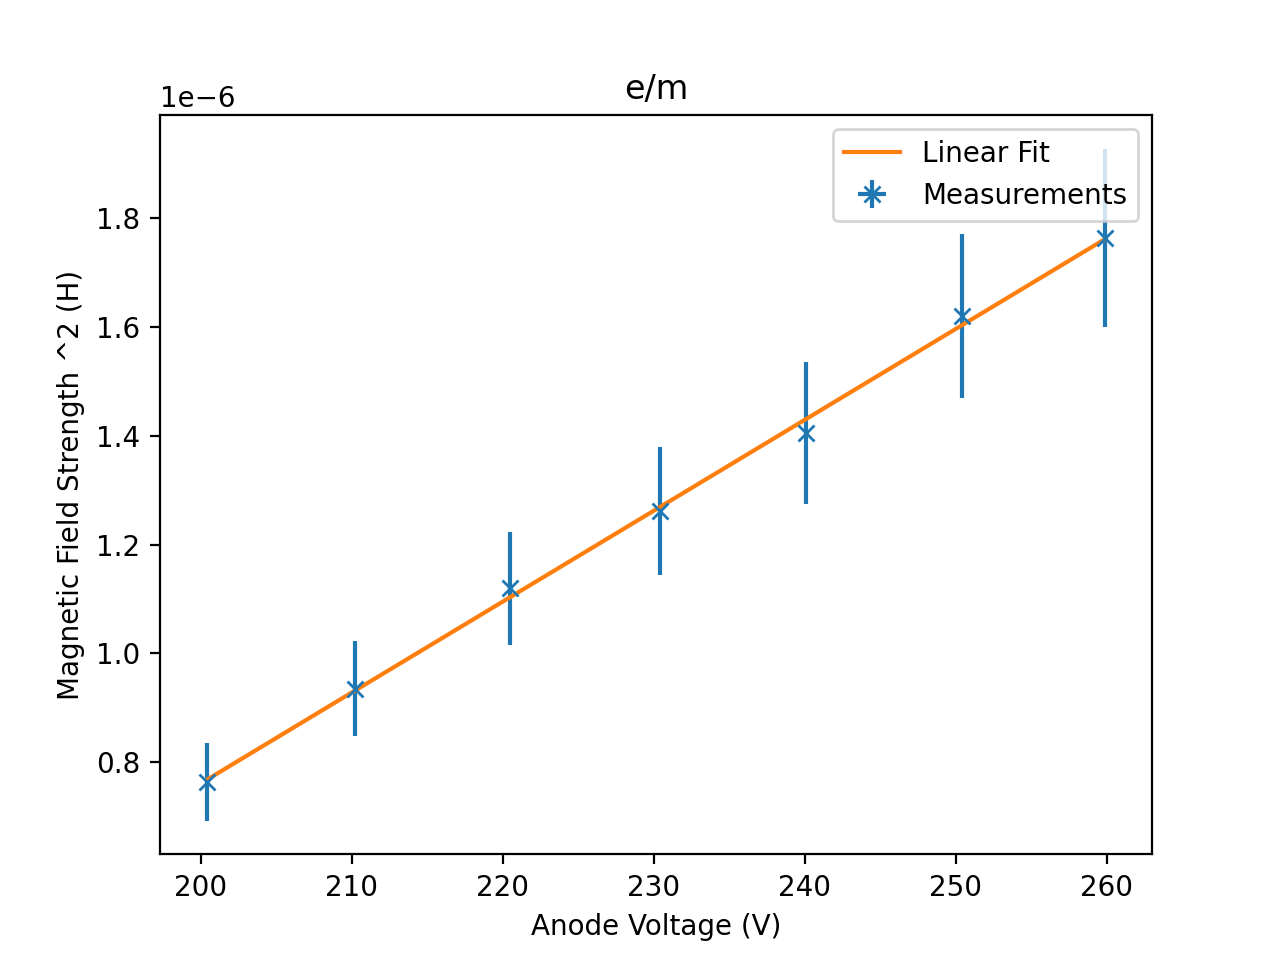 e/m
1e−6
Linear Fit
Measurements
1.8
1.6
1.4
1.2
1.0
0.8
Magnetic Field Strength ^2 (H)
200 210 220 230 240 250 260
Anode Voltage (V)